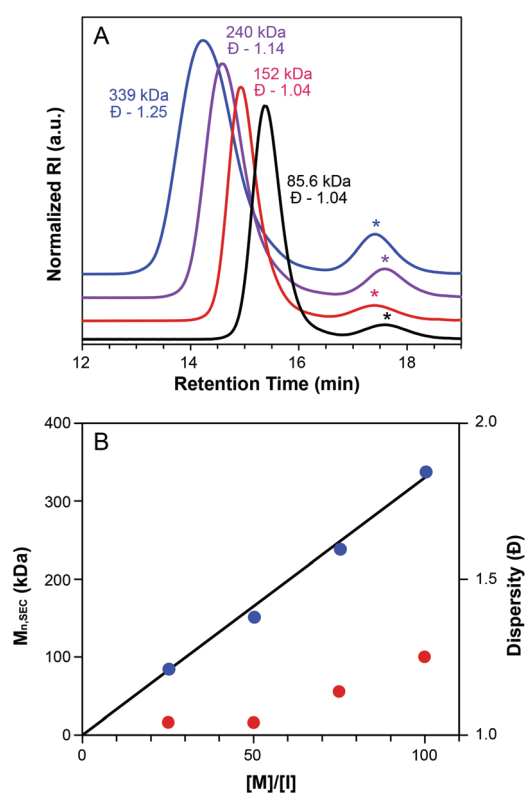 A
240 kDa
Đ - 1.14
152 kDa
Đ - 1.04
339 kDa
Đ - 1.25
85.6 kDa
Đ - 1.04
*
*
*
*
Normalized RI (a.u.)
12 14 16 18
Retention Time (min)
B
400
300
200
100
0
Mn,SEC (kDa)
2.0
1.5
1.0
Dispersity (Đ)
0 50 100
[M]/[I]